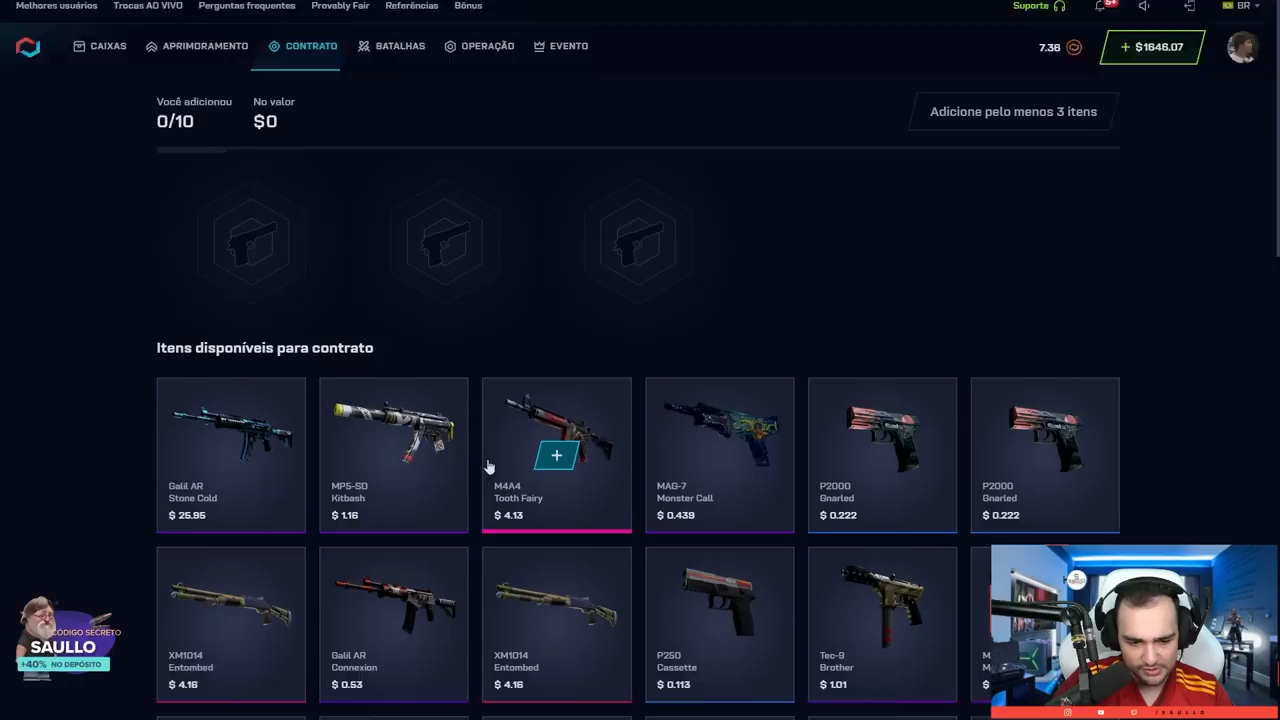 Melhores usuários Trocas AO VIVO Perguntas frequentes Provably Fair Referências Bônus Suporte 5+ BR
CAIXAS APRIMORAMENTO CONTRATO BATALHAS OPERAÇÃO EVENTO 7.36 + $1648.07
Você adicionou No valor
0/10 $0
Adicione pelo menos 3 itens
Itens disponíveis para contrato
Galil AR
Stone Cold
$ 25.95
MP5-SD
Kitbash
$ 1.16
M4A4
Tooth Fairy
$ 4.13
MAG-7
Monster Call
$ 0.439
P2000
Gnarled
$ 0.222
P2000
Gnarled
$ 0.222
XM1014
Entombed
$ 4.16
Galil AR
Connexion
$ 0.53
XM1014
Entombed
$ 4.16
P250
Cassette
$ 0.113
Tec-9
Brother
$ 1.01
CÓDIGO SECRETO
SAULLO
+40% NO DEPÓSITO